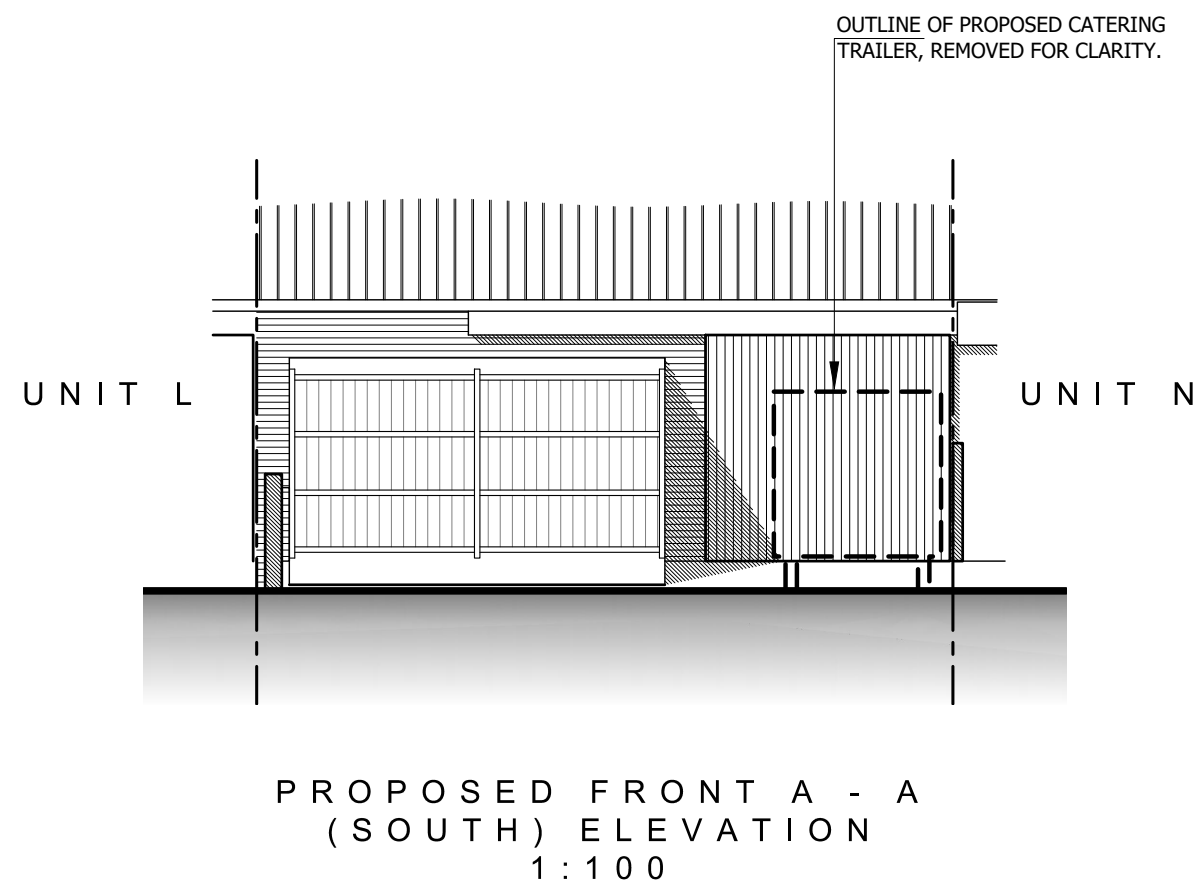 OUTLINE OF PROPOSED CATERING
TRAILER, REMOVED FOR CLARITY.
UNIT L
UNIT N
PROPOSED FRONT A - A
(SOUTH) ELEVATION
1:100